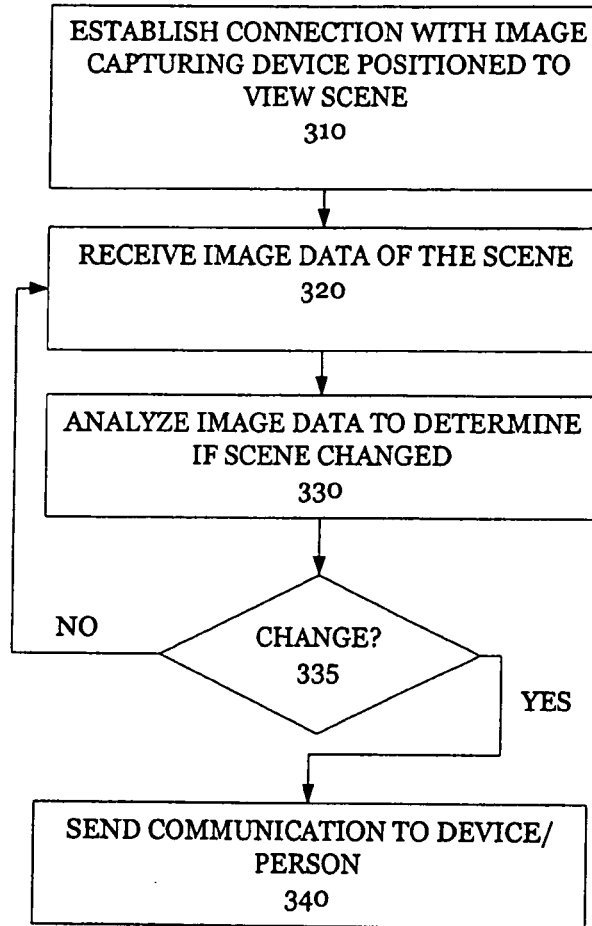 ESTABLISH CONNECTION WITH IMAGE
CAPTURING DEVICE POSITIONED TO
VIEW SCENE
310
RECEIVE IMAGE DATA OF THE SCENE
320
ANALYZE IMAGE DATA TO DETERMINE
IF SCENE CHANGED
330
NO
CHANGE?
335
YES
SEND COMMUNICATION TO DEVICE/
PERSON
340